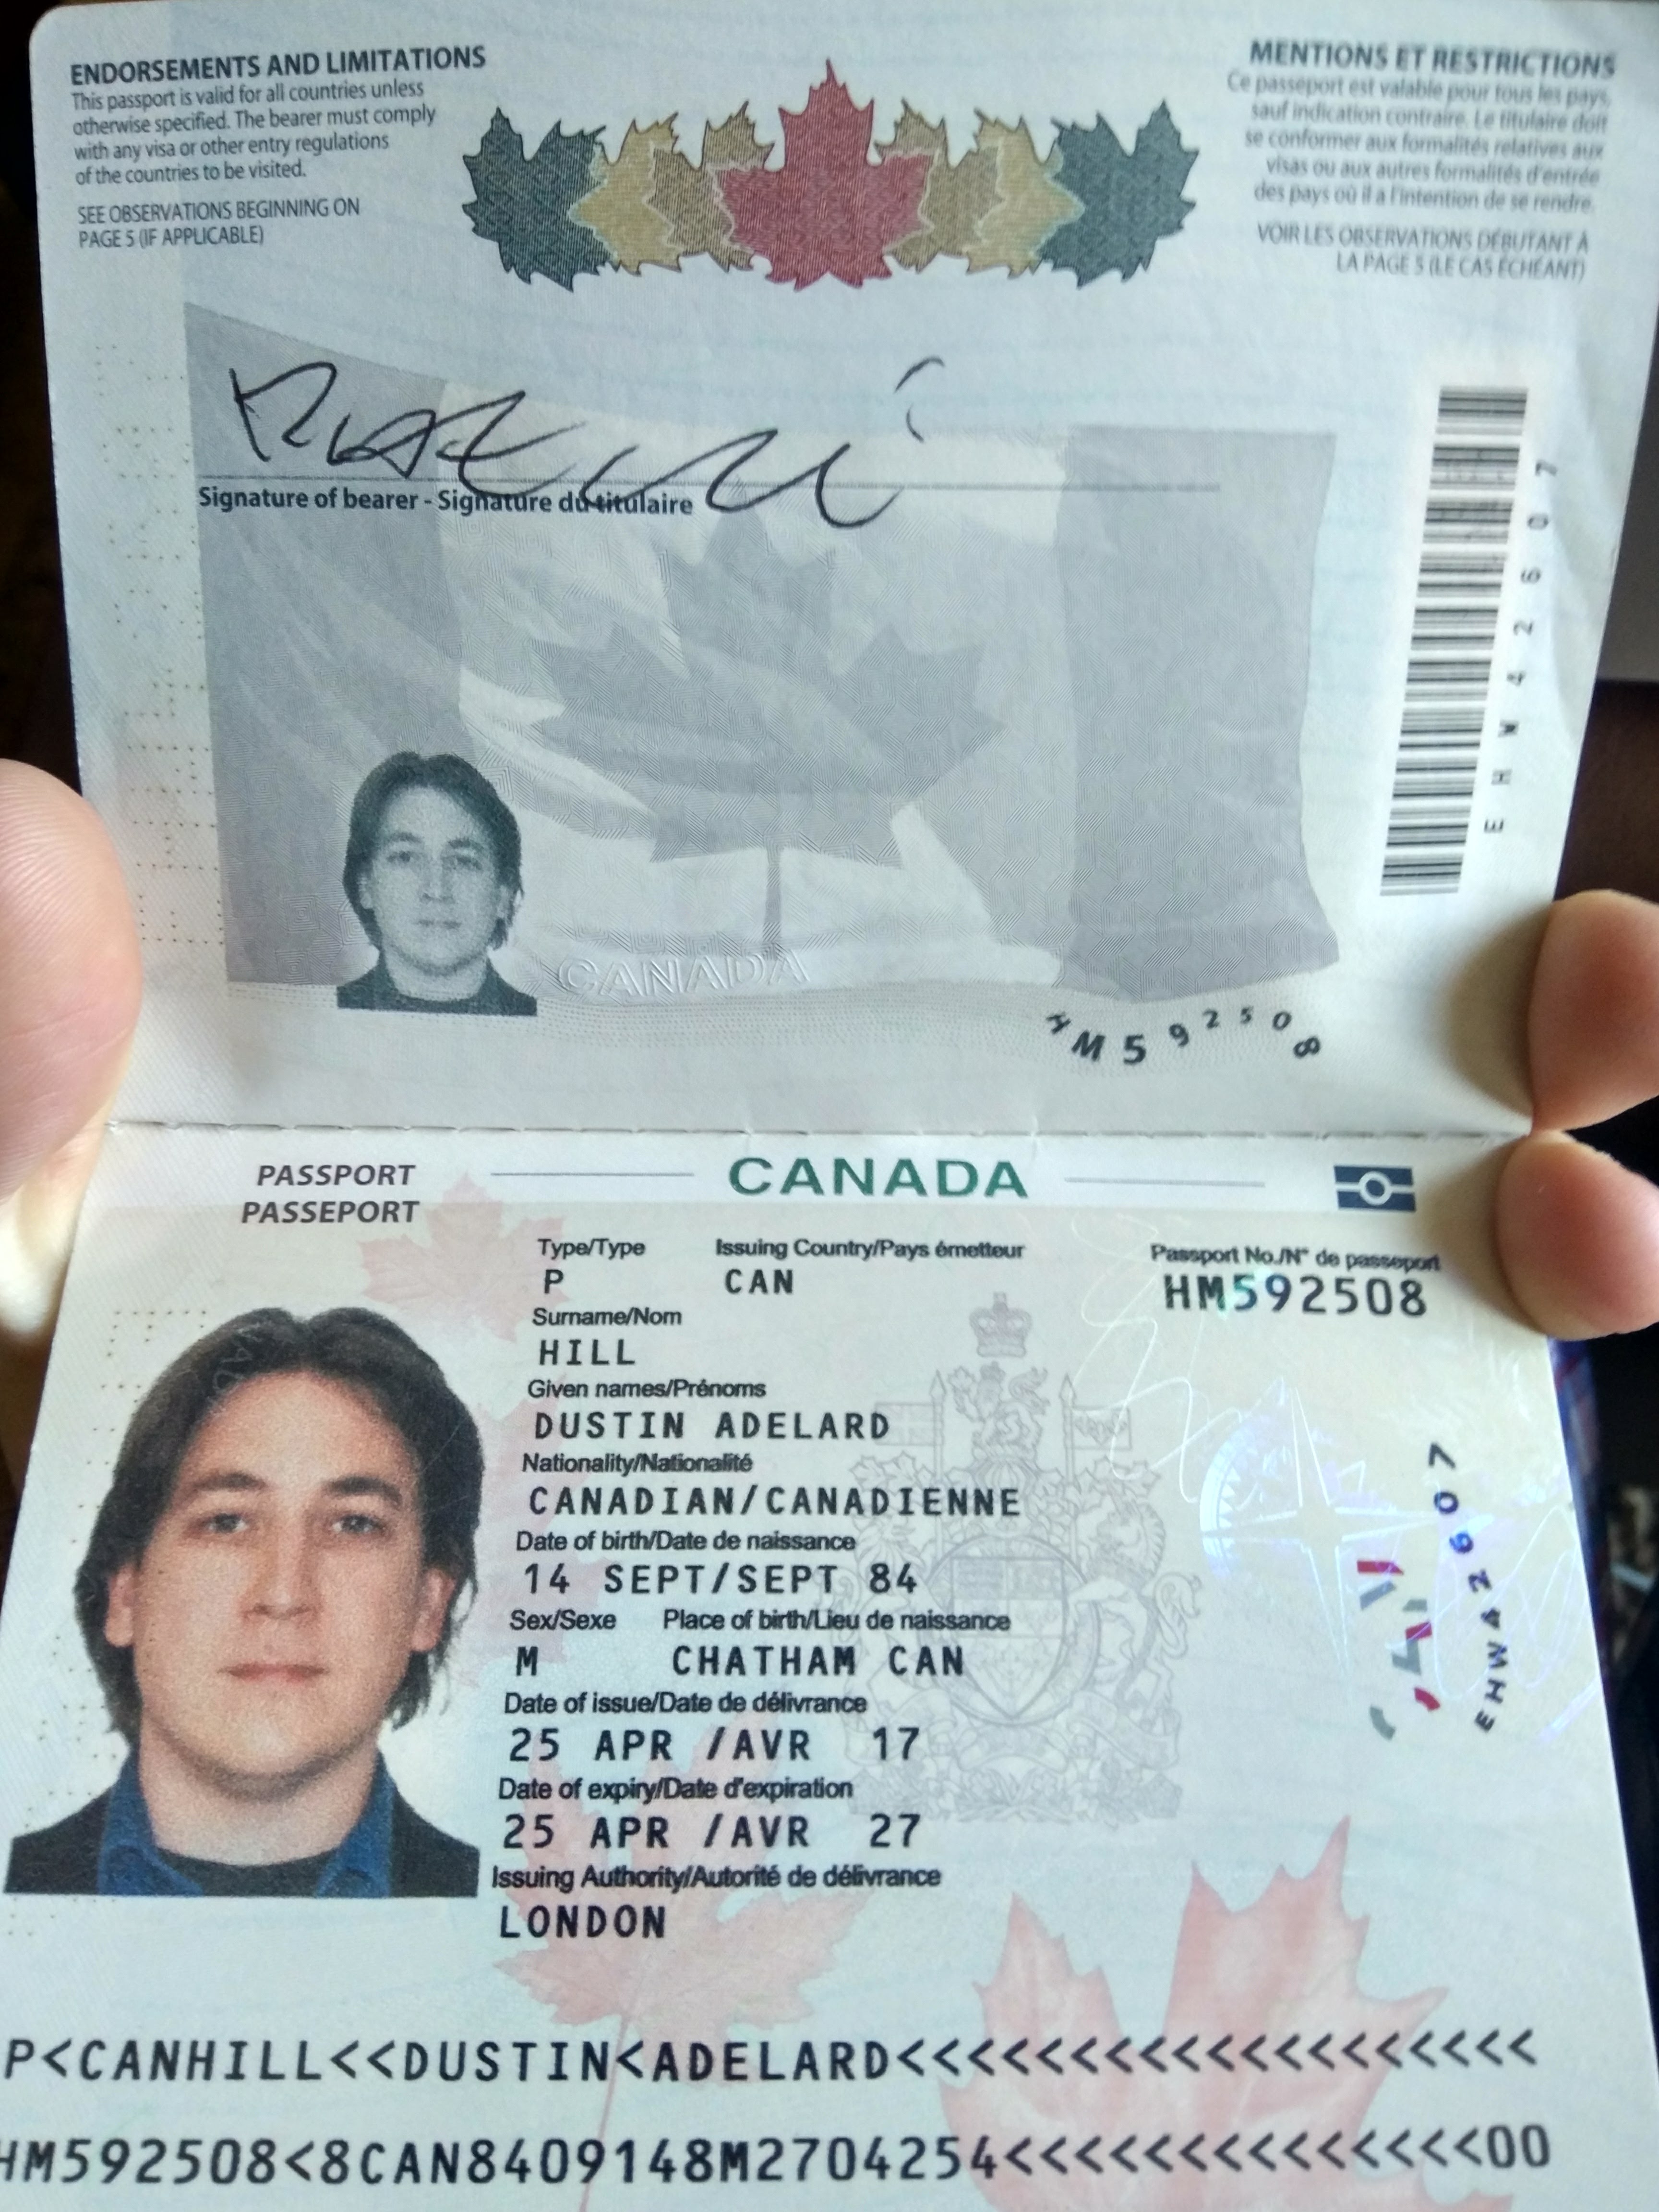 ENDORSEMENTS AND LIMITATIONS
This passport is valid for all countries unless
otherwise specified. The bearer must comply
with any visa or other entry regulations
of the countries to be visited.
SEE OBSERVATIONS BEGINNING ON
PAGE 5 (IF APPLICABLE)
MENTIONS ET RESTRICTIONS
Ce passeport est valable pour tous les pays,
sauf indication contraire. Le titulaire doit
se conformer aux formalités relatives aux
visas ou aux autres formalités d'entrée
des pays où il a l'intention de se rendre.
VOIR LES OBSERVATIONS DÉBUTANT À
LA PAGE 5 (LE CAS ÉCHÉANT)
Signature of bearer - Signature du titulaire
EHW42607
CANADA
HM592508
PASSPORT
PASSEPORT
CANADA
Type/Type Issuing Country/Pays émetteur Passport No./N° de passeport
P CAN HM592508
Surname/Nom
HILL
Given names/Prénoms
DUSTIN ADELARD
Nationality/Nationalité
CANADIAN/CANADIENNE
Date of birth/Date de naissance
14 SEPT/SEPT 84
Sex/Sexe Place of birth/Lieu de naissance
M CHATHAM CAN
Date of issue/Date de délivrance
25 APR /AVR 17
Date of expiry/Date d'expiration
25 APR /AVR 27
Issuing Authority/Autorité de délivrance
LONDON
EHW42607
P<CANHILL<<DUSTIN<ADELARD<<<<<<<<<<<<<<<<<<<
HM592508<8CAN8409148M2704254<<<<<<<<<<<<<<00